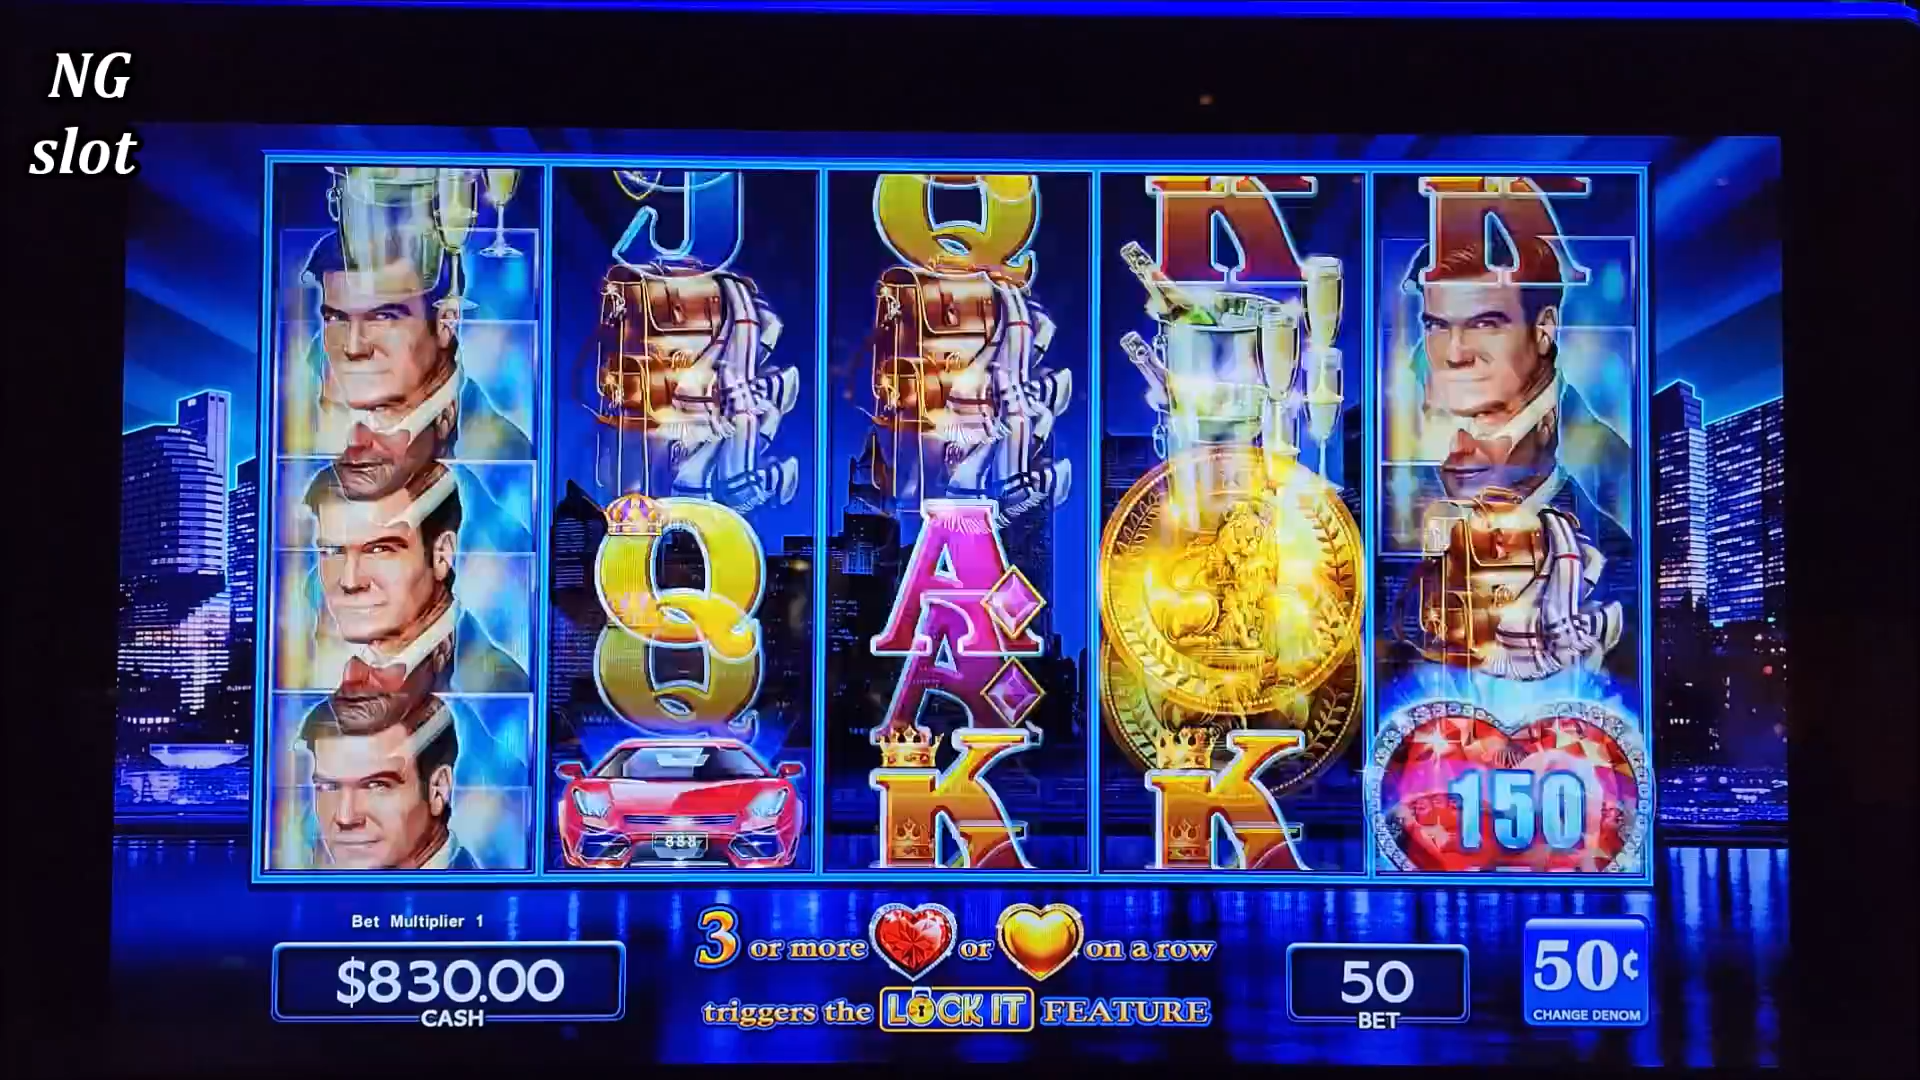 NG
slot
J
Q
K
K
Q
A
A
K
K
888
150
Bet Multiplier 1
$830.00
CASH
3 or more or on a row
triggers the LOCK IT FEATURE
50
BET
50¢
CHANGE DENOM